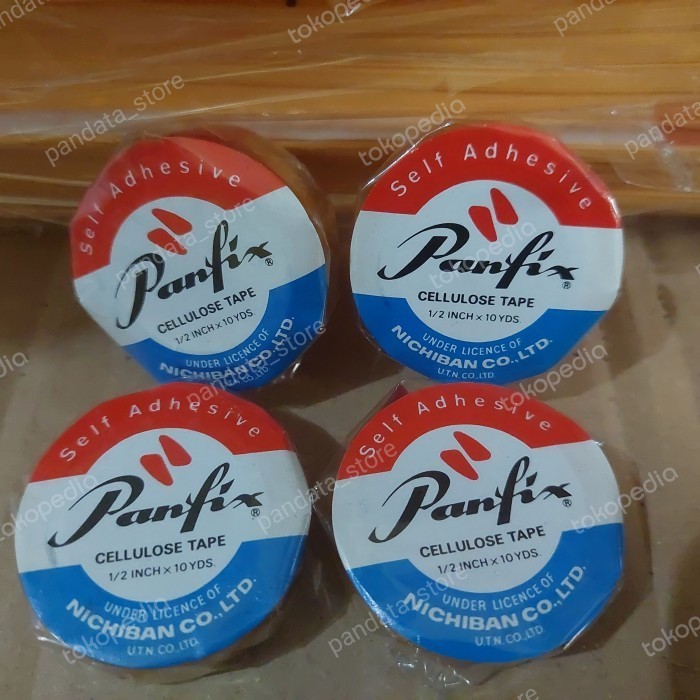 Self Adhesive
Panfix®
CELLULOSE TAPE
1/2 INCH x 10 YDS.
UNDER LICENCE OF
NICHIBAN CO., LTD.
CO., LTD
Self Adhesive
Panfix®
CELLULOSE TAPE
1/2 INCH x 10 YDS.
UNDER LICENCE OF
NICHIBAN CO., LTD.
U.T.N. CO., LTD
Self Adhesive
Panfix®
CELLULOSE TAPE
1/2 INCH x 10 YDS.
UNDER LICENCE OF
NICHIBAN CO., LTD.
U.T.N. CO., LTD
Self Adhesive
Panfix®
CELLULOSE TAPE
1/2 INCH x 10 YDS.
UNDER LICENCE OF
NICHIBAN CO., LTD.
U.T.N. CO., LTD
tokopedia
pandata_store